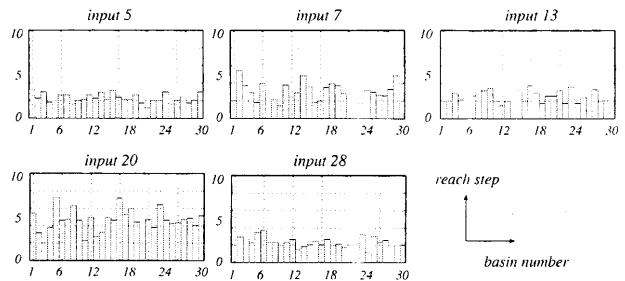 input 5 input 7 input 13
10 10 10
5 5 5
0 0 0
1 6 12 18 24 30 1 6 12 18 24 30 1 6 12 18 24 30
input 20 input 28
10 10
reach step
5 5
0 0
basin number
1 6 12 18 24 30 1 6 12 18 24 30